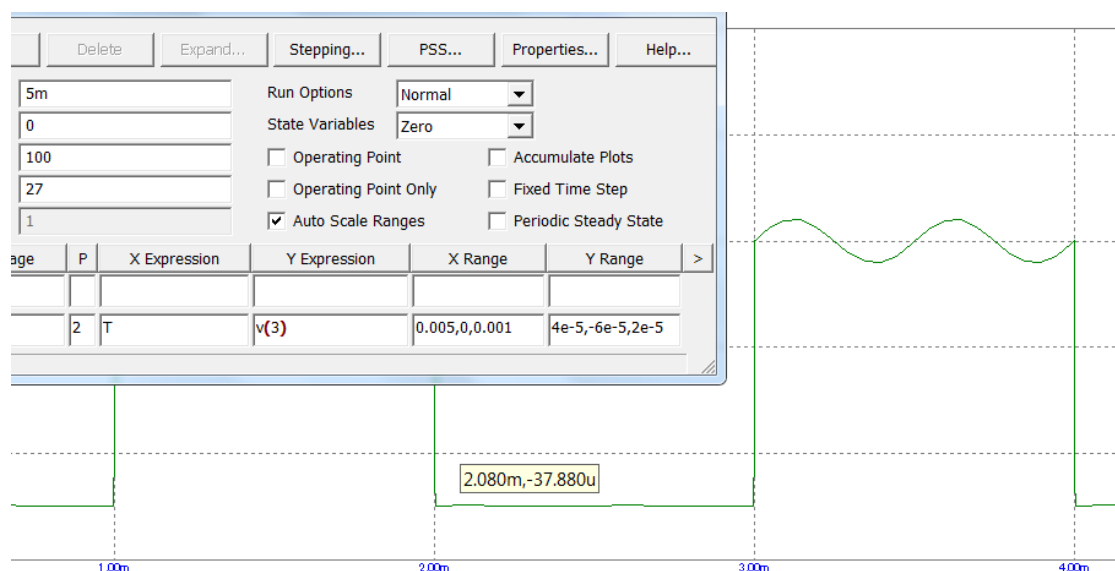 Delete Expand... Stepping... PSS... Properties... Help...
5m Run Options Normal
0 State Variables Zero
100 Operating Point Accumulate Plots
27 Operating Point Only Fixed Time Step
1 Auto Scale Ranges Periodic Steady State
age P X Expression Y Expression X Range Y Range >
2 T v(3) 0.005,0,0.001 4e-5,-6e-5,2e-5
2.080m,-37.880u
1.00m 2.00m 3.00m 4.00m